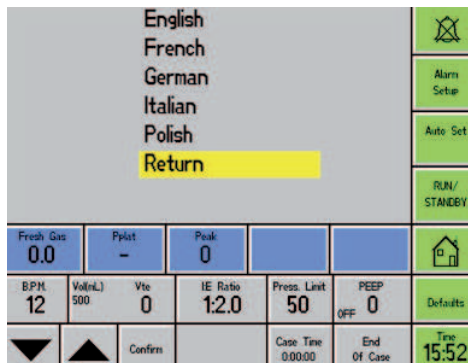 English
French
German
Italian
Polish
Return
Alarm
Setup
Auto Set
RUN/
STANDBY
Fresh Gas
0.0
Pplat
-
Peak
0
B.P.M.
12
Vol(mL)
500
Vte
0
I:E Ratio
1:2.0
Press. Limit
50
PEEP
OFF 0
Defaults
Confirm
Case Time
0:00:00
End
Of Case
Time
15:52